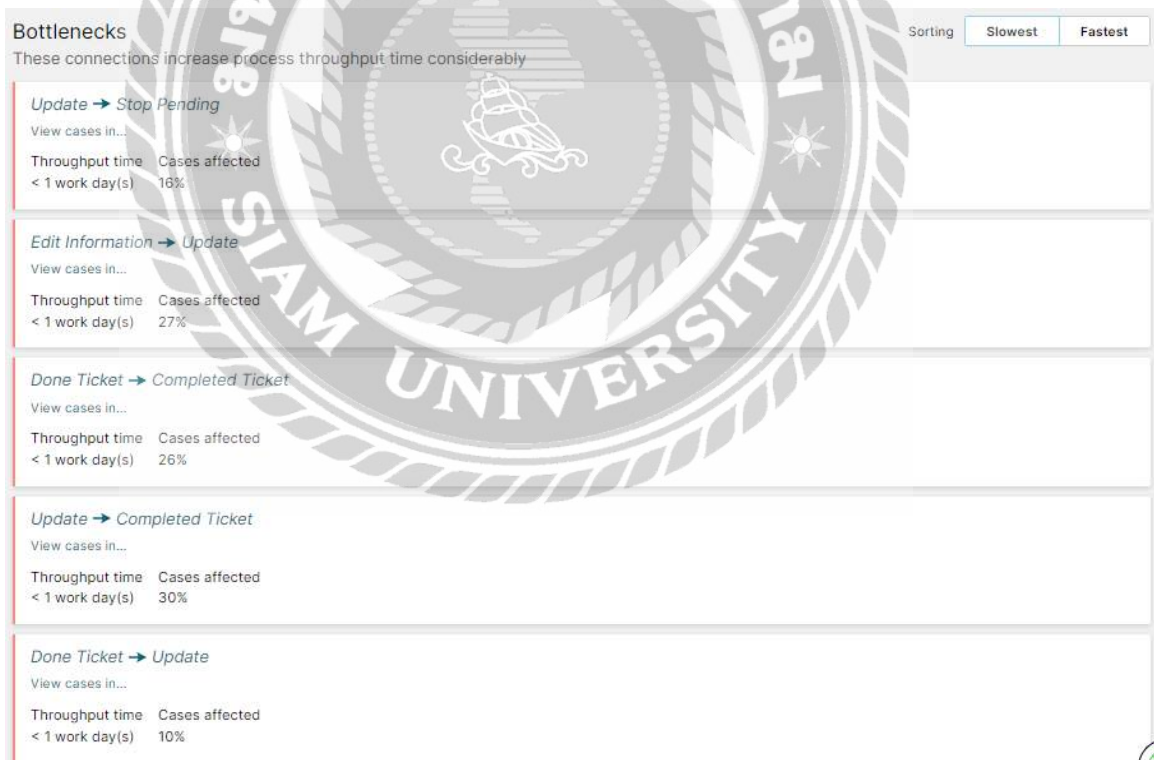 Bottlenecks
Sorting Slowest Fastest
These connections increase process throughput time considerably
Update → Stop Pending
View cases in...
Throughput time Cases affected
< 1 work day(s) 16%
Edit Information → Update
View cases in...
Throughput time Cases affected
< 1 work day(s) 27%
Done Ticket → Completed Ticket
View cases in...
Throughput time Cases affected
< 1 work day(s) 26%
Update → Completed Ticket
View cases in...
Throughput time Cases affected
< 1 work day(s) 30%
Done Ticket → Update
View cases in...
Throughput time Cases affected
< 1 work day(s) 10%
SIAM UNIVERSITY